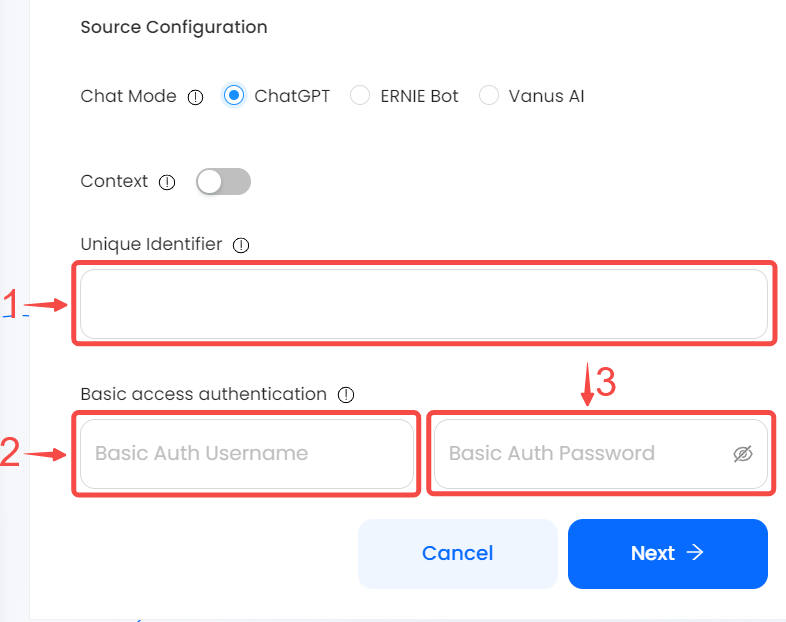 Source Configuration
Chat Mode ChatGPT ERNIE Bot Vanus AI
Context
Unique Identifier
1
3
Basic access authentication
2 Basic Auth Username Basic Auth Password
Cancel Next →